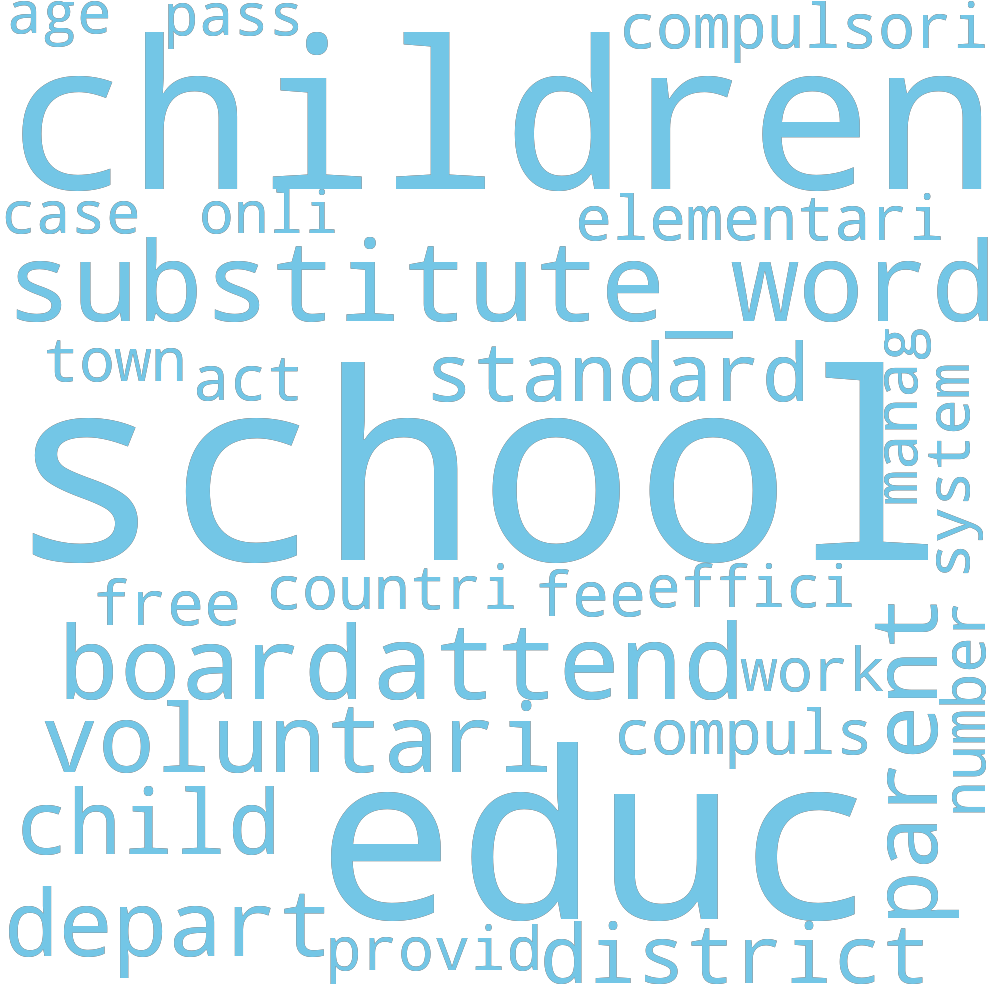 age pass compulsori
children
case onli elementari
substitute_word
town act standard
manag
system
school
free countri fee effici
board attend work
parent
number
voluntari compuls
child educ
depart provid district